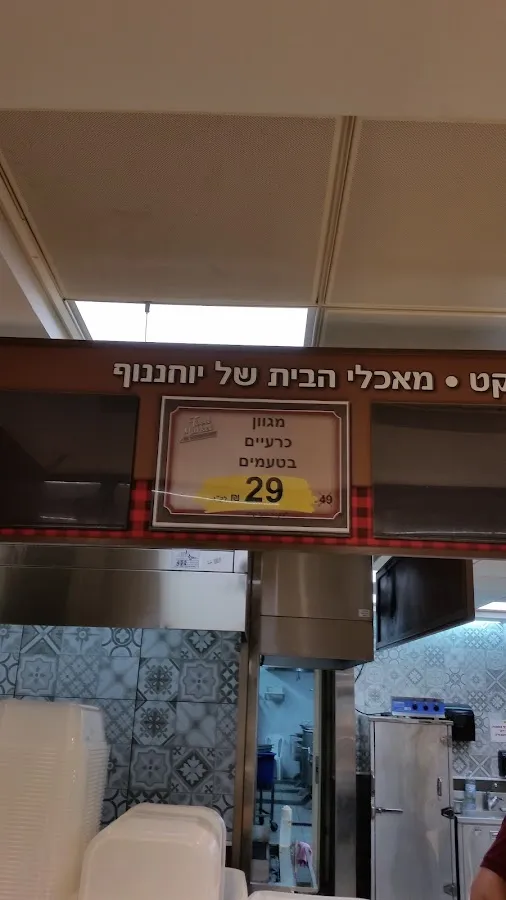 קט • מאכלי הבית של יוחננוף
מגוון
כרעיים
בטעמים
49 29 ₪